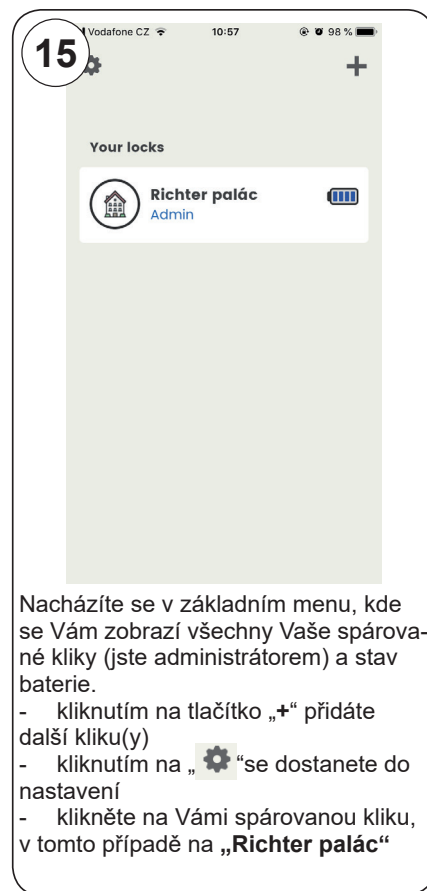 15
Vodafone CZ 10:57 98 %
+
Your locks
Richter palác
Admin
Nacházíte se v základním menu, kde
se Vám zobrazí všechny Vaše spárova-
né kliky (jste administrátorem) a stav
baterie.
- kliknutím na tlačítko „+“ přidáte
další kliku(y)
- kliknutím na „ “se dostanete do
nastavení
- klikněte na Vámi spárovanou kliku,
v tomto případě na „Richter palác“